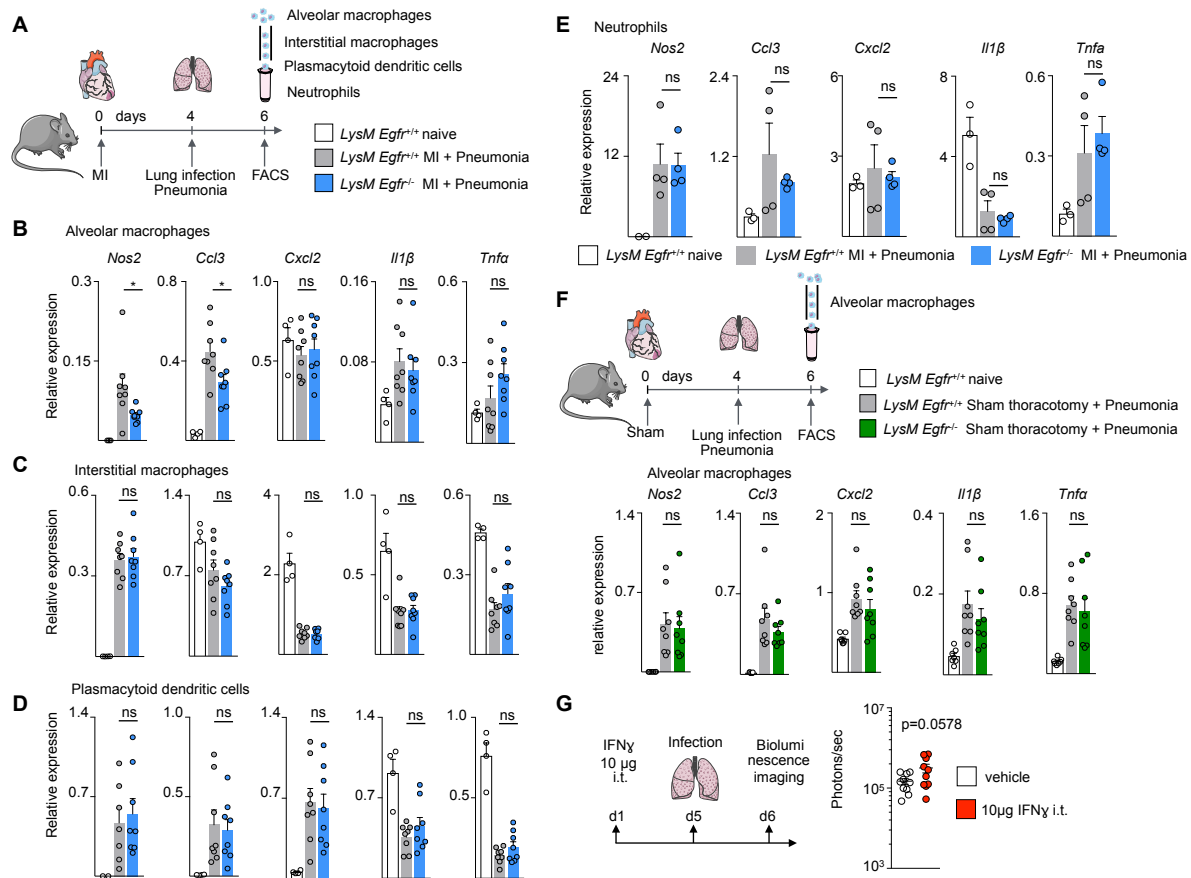 A
Alveolar macrophages
Interstitial macrophages
Plasmacytoid dendritic cells
Neutrophils
0 days 4 6
MI
Lung infection
Pneumonia
FACS
LysM Egfr+/+ naive
LysM Egfr+/+ MI + Pneumonia
LysM Egfr-/- MI + Pneumonia
B
Alveolar macrophages
Nos2 Ccl3 Cxcl2 Il1β Tnfα
Relative expression
0.3 0.15
0.8 0.4
1.0 0.5
0.16 0.08
0.6 0.3
* * ns ns ns
C
Interstitial macrophages
Relative expression
0.6 0.3
1.4 0.7
4 2
1.0 0.5
0.6 0.3
ns ns ns ns ns
D
Plasmacytoid dendritic cells
Relative expression
1.4 0.7
1.0 0.5
1.4 0.7
1.4 0.7
1.0 0.5
ns ns ns ns ns
E
Neutrophils
Nos2 Ccl3 Cxcl2 Il1β Tnfa
Relative expression
24 12
2.4 1.2
8 4
8 4
0.6 0.3
ns ns ns ns ns
LysM Egfr+/+ naive
LysM Egfr+/+ MI + Pneumonia
LysM Egfr-/- MI + Pneumonia
F
Alveolar macrophages
0 days 4 6
Sham
Lung infection
Pneumonia
FACS
LysM Egfr+/+ naive
LysM Egfr+/+ Sham thoracotomy + Pneumonia
LysM Egfr-/- Sham thoracotomy + Pneumonia
Alveolar macrophages
Nos2 Ccl3 Cxcl2 Il1β Tnfα
relative expression
1.4 0.7
1.4 0.7
2 1
0.4 0.2
1.6 0.8
ns ns ns ns ns
G
IFNɣ
10 µg
i.t.
Infection
Biolumi
nescence
imaging
d1 d5 d6
Photons/sec
10⁷
10⁵
10³
p=0.0578
vehicle
10µg IFNɣ i.t.